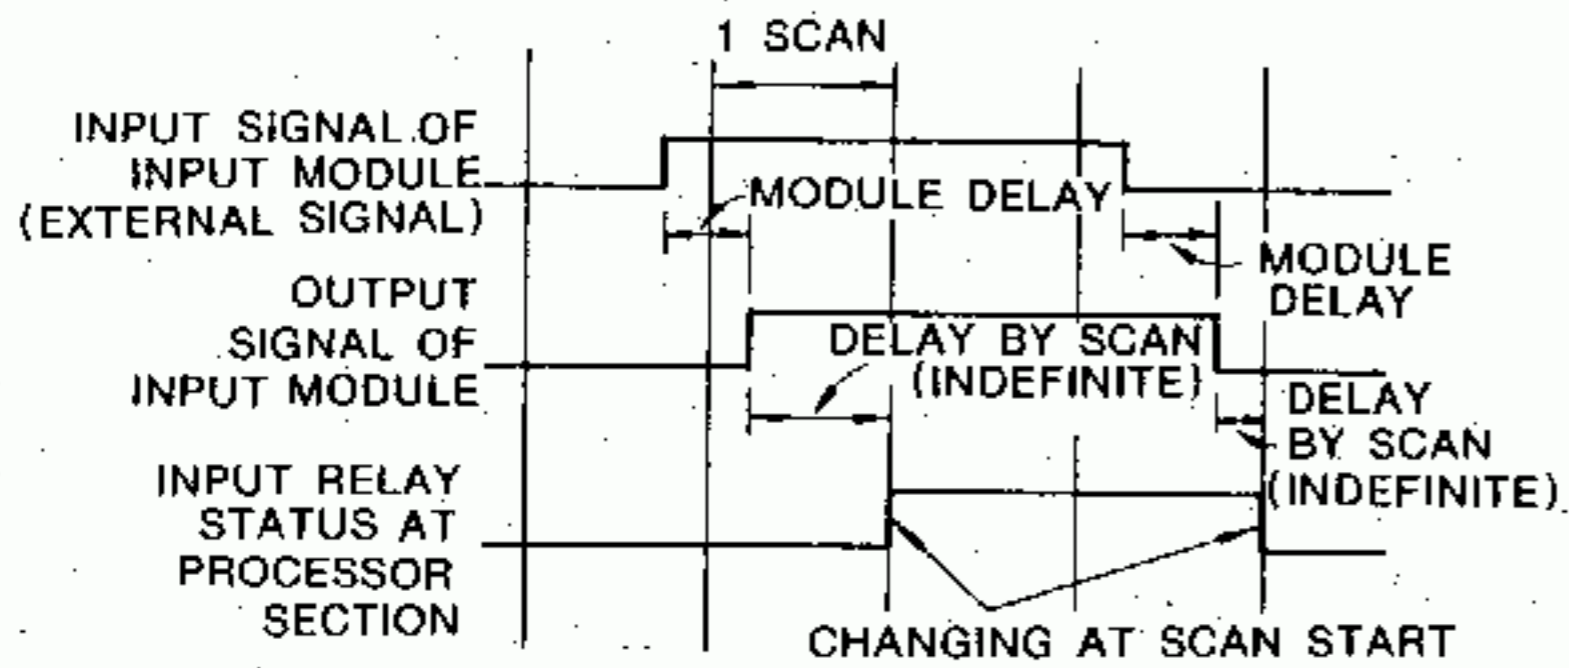 1 SCAN
INPUT SIGNAL OF
INPUT MODULE
(EXTERNAL SIGNAL)
MODULE DELAY
MODULE
DELAY
OUTPUT
SIGNAL OF
INPUT MODULE
DELAY BY SCAN
(INDEFINITE)
DELAY
BY SCAN
(INDEFINITE)
INPUT RELAY
STATUS AT
PROCESSOR
SECTION
CHANGING AT SCAN START